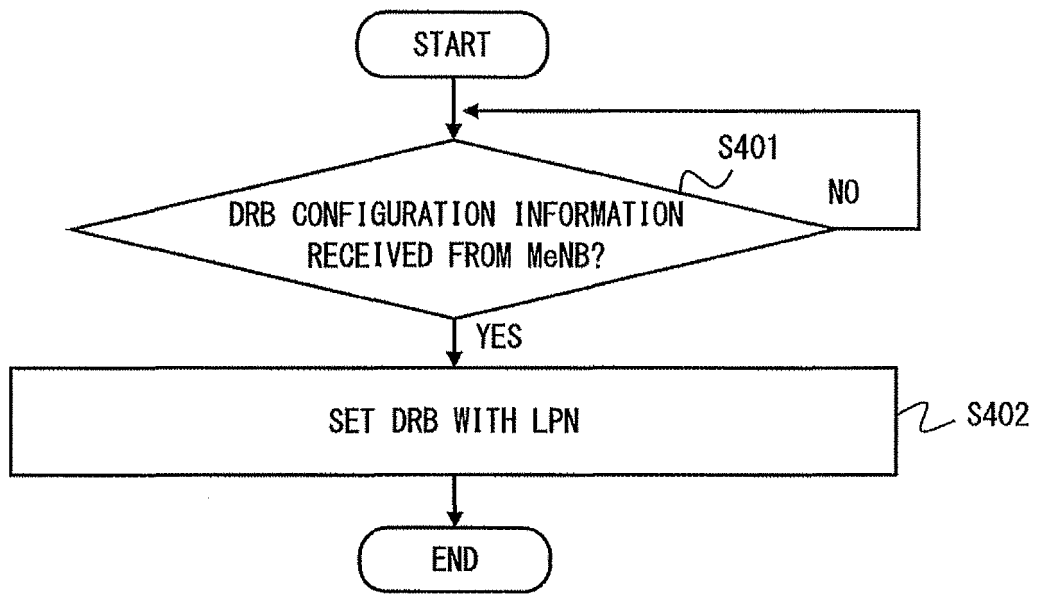 START
S401
NO
DRB CONFIGURATION INFORMATION
RECEIVED FROM MeNB?
YES
SET DRB WITH LPN
S402
END